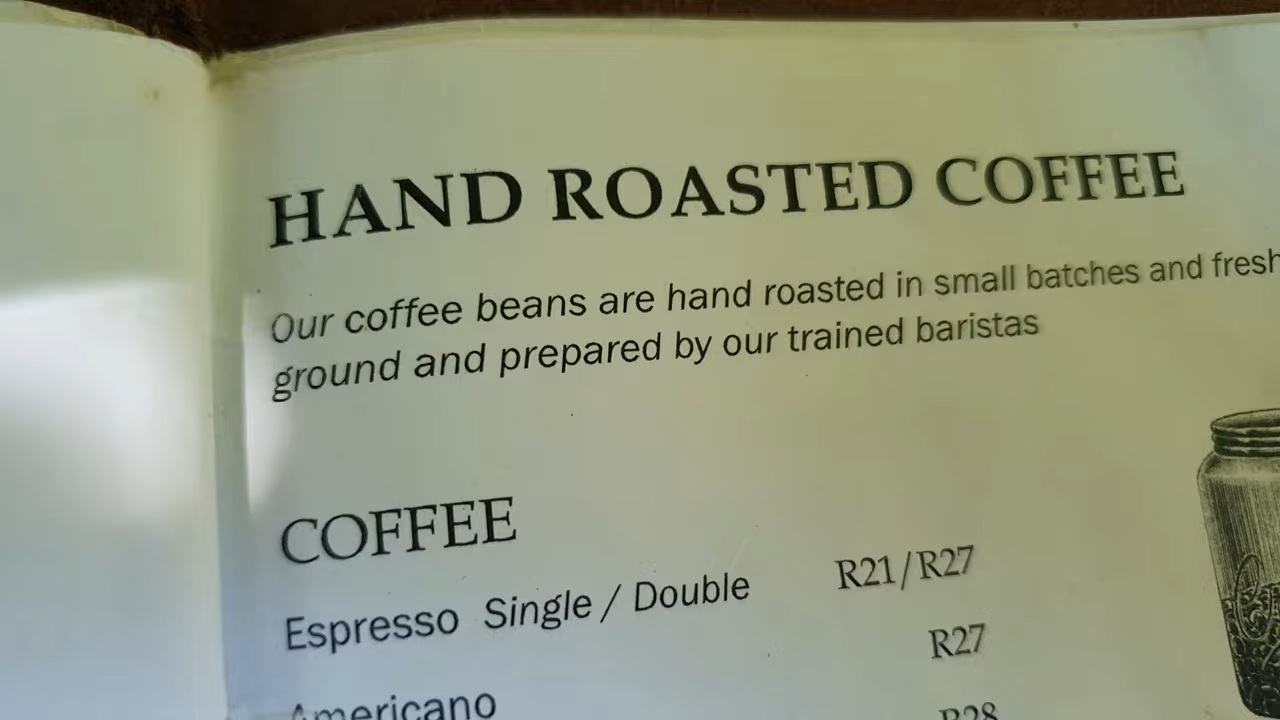 HAND ROASTED COFFEE
Our coffee beans are hand roasted in small batches and fresh
ground and prepared by our trained baristas
COFFEE
Espresso Single / Double R21/R27
Americano R27
R28